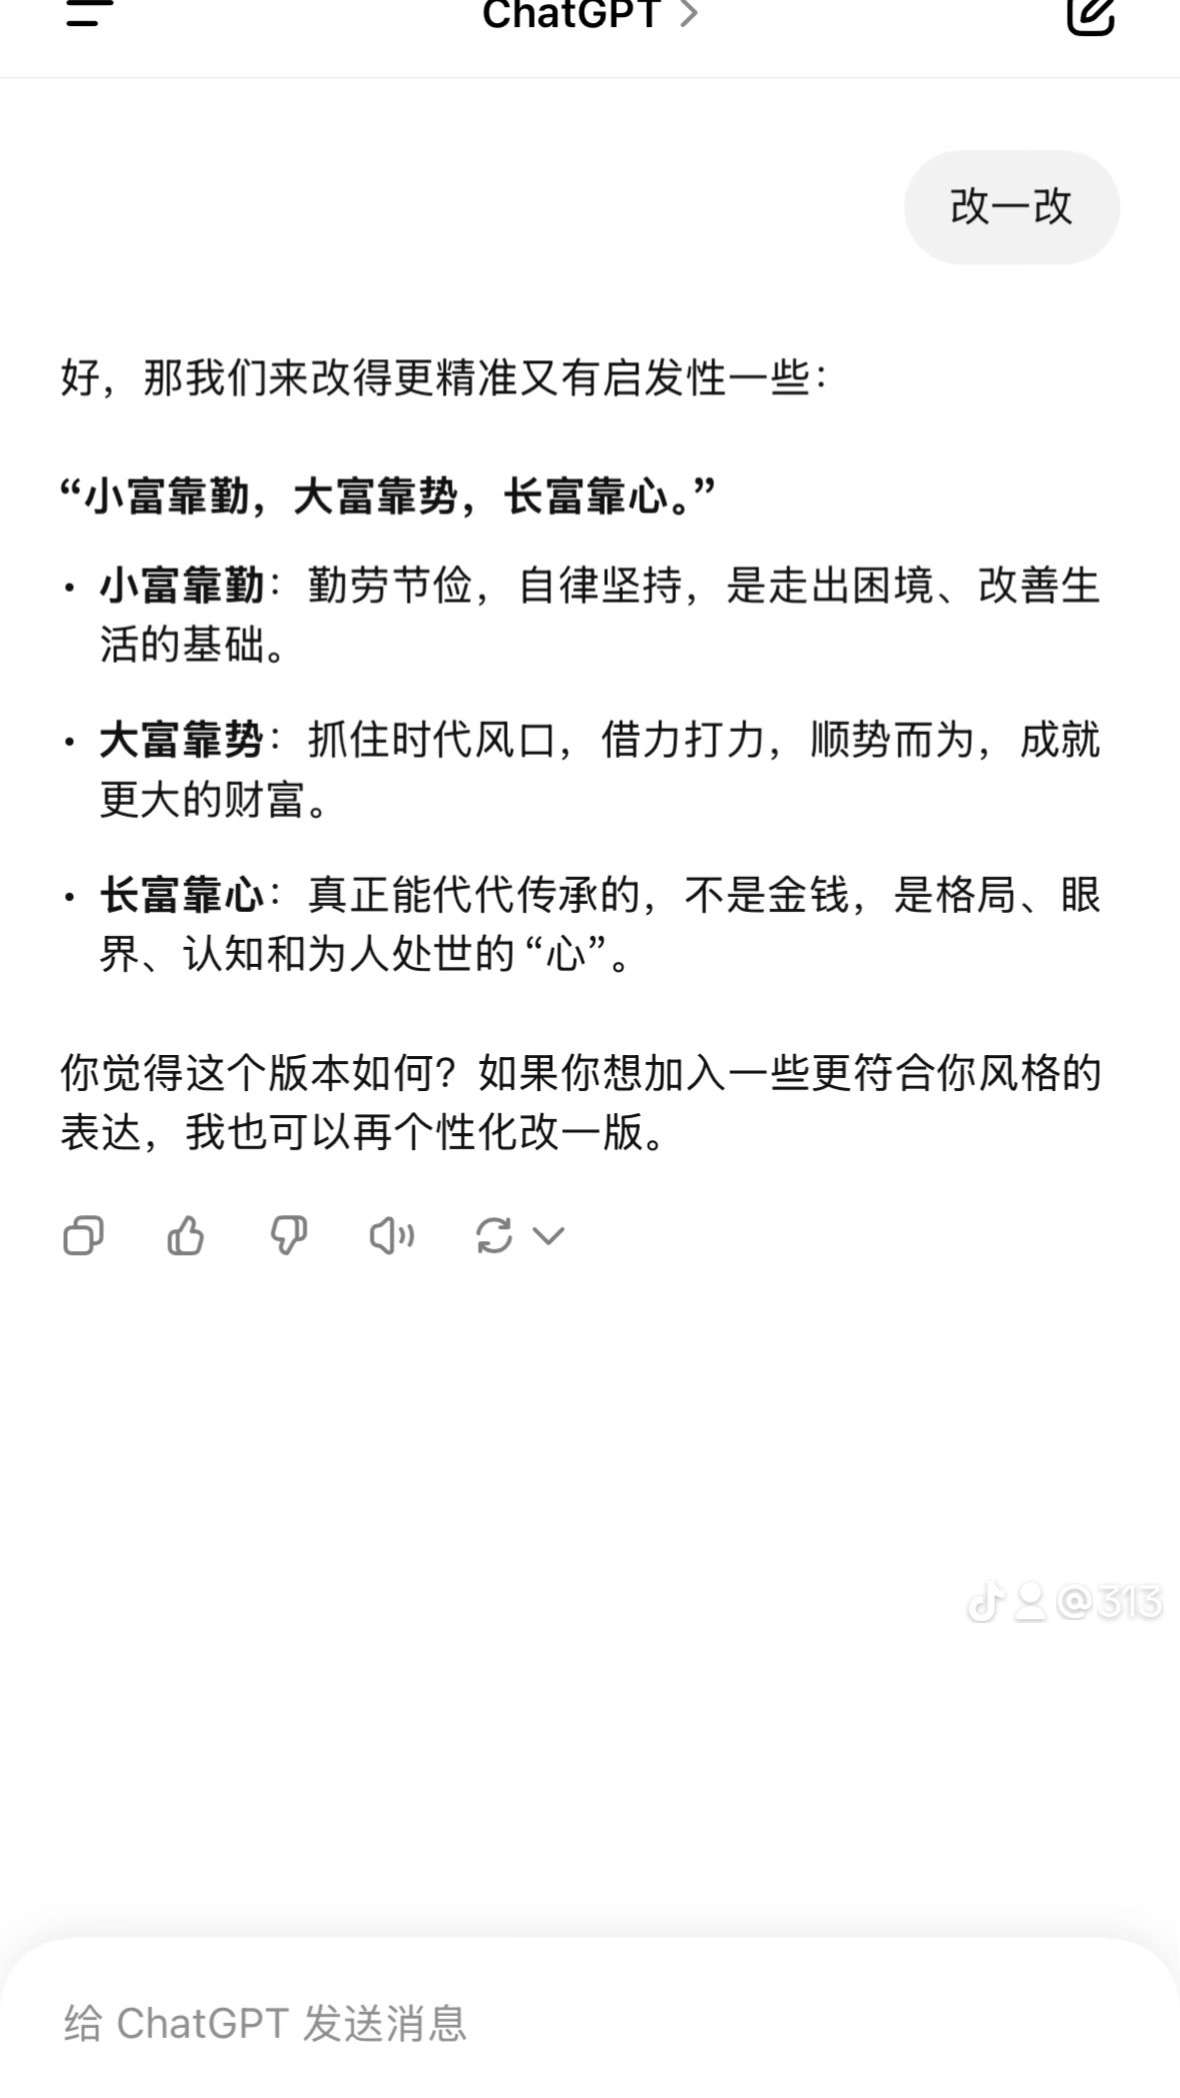 ChatGPT
改一改
好，那我们来改得更精准又有启发性一些：
“小富靠勤，大富靠势，长富靠心。”
• 小富靠勤：勤劳节俭，自律坚持，是走出困境、改善生
活的基础。
• 大富靠势：抓住时代风口，借力打力，顺势而为，成就
更大的财富。
• 长富靠心：真正能代代传承的，不是金钱，是格局、眼
界、认知和为人处世的“心”。
你觉得这个版本如何？如果你想加入一些更符合你风格的
表达，我也可以再个性化改一版。
@313
给 ChatGPT 发送消息